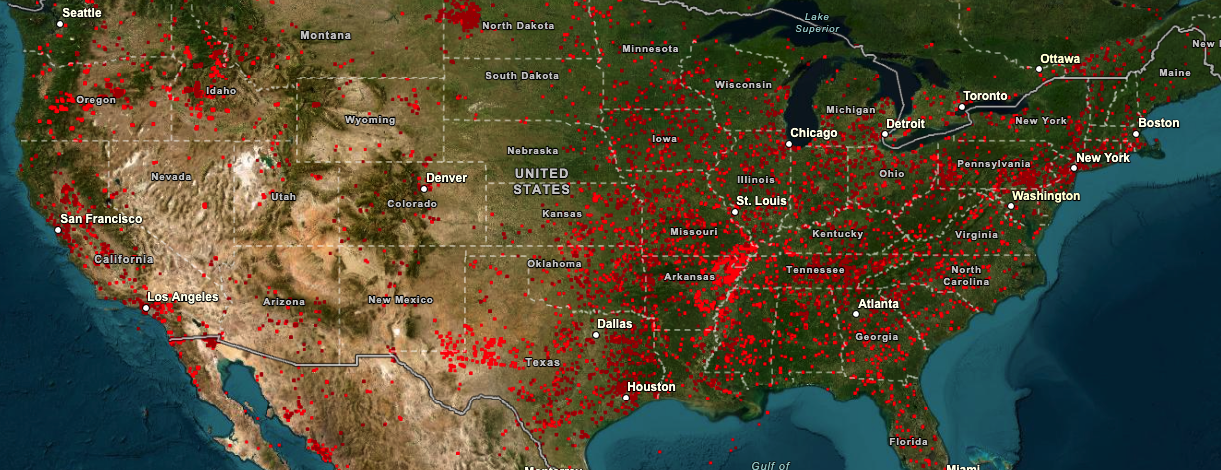 Seattle
Lake
Superior
North Dakota
Montana
Minnesota
New
Ottawa
Maine
South Dakota
Wisconsin
Idaho
Oregon
Toronto
Michigan
Wyoming
New York
Detroit
Boston
Chicago
Iowa
Nebraska
Pennsylvania
New York
UNITED
STATES
Ohio
Nevada
Denver
Illinois
Utah
Colorado
St. Louis
Washington
Kansas
San Francisco
Missouri
Kentucky
Virginia
California
Oklahoma
Arkansas
Tennessee
North
Carolina
Los Angeles
Arizona
New Mexico
Atlanta
Dallas
Georgia
Texas
Houston
Florida
Gulf of
Monterrey
Miami